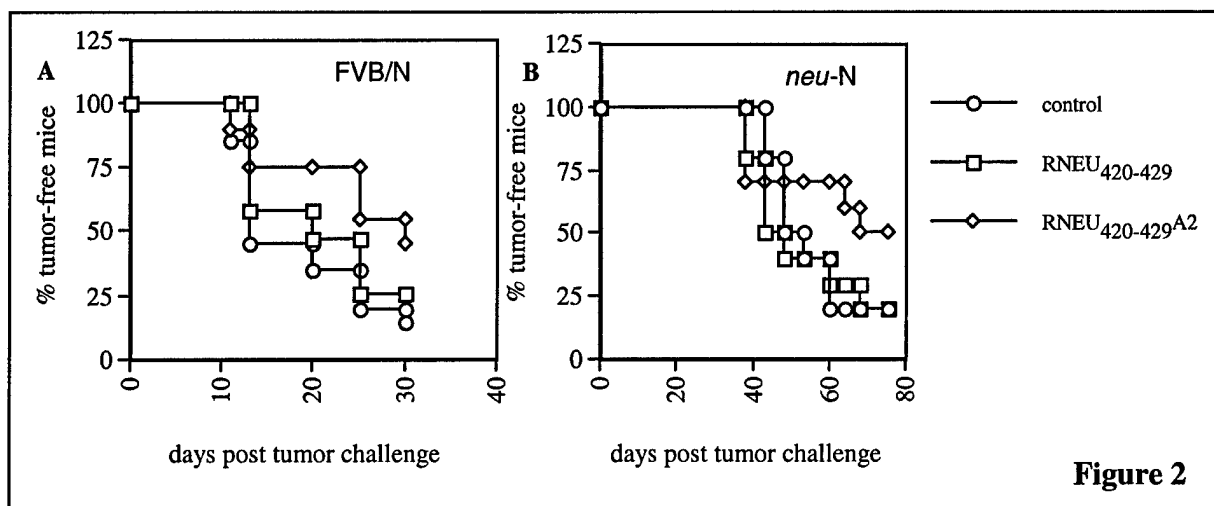 A
FVB/N
% tumor-free mice
125
100
75
50
25
0
0
10
20
30
40
days post tumor challenge
B
neu-N
% tumor-free mice
125
100
75
50
25
0
0
20
40
60
80
days post tumor challenge
control
RNEU420-429
RNEU420-429A2
Figure 2